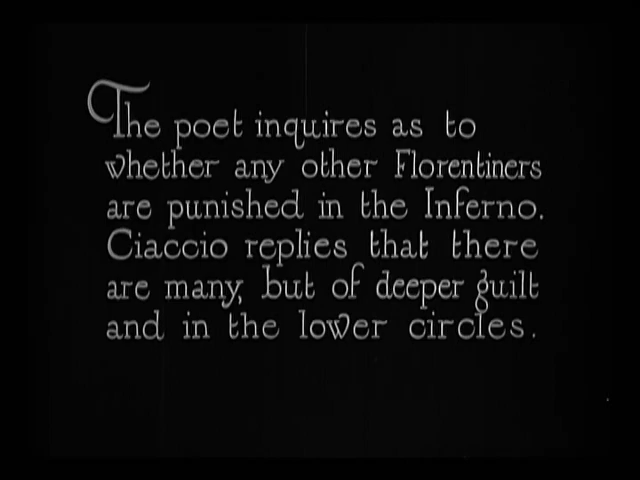 The poet inquires as to
whether any other Florentiners
are punished in the Inferno.
Ciaccio replies that there
are many, but of deeper guilt
and in the lower circles.